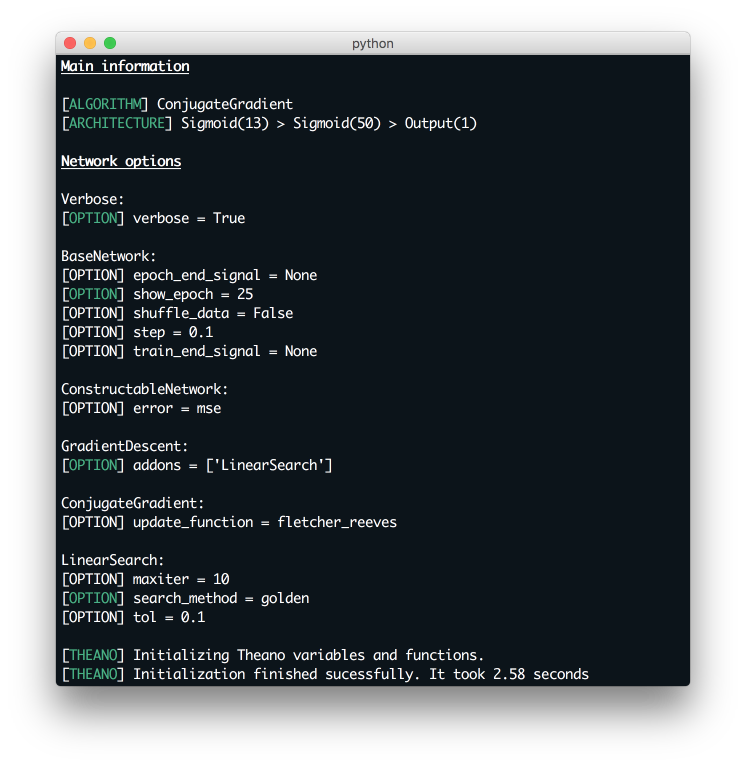 python
Main information
[ALGORITHM] ConjugateGradient
[ARCHITECTURE] Sigmoid(13) > Sigmoid(50) > Output(1)
Network options
Verbose:
[OPTION] verbose = True
BaseNetwork:
[OPTION] epoch_end_signal = None
[OPTION] show_epoch = 25
[OPTION] shuffle_data = False
[OPTION] step = 0.1
[OPTION] train_end_signal = None
ConstructableNetwork:
[OPTION] error = mse
GradientDescent:
[OPTION] addons = ['LinearSearch']
ConjugateGradient:
[OPTION] update_function = fletcher_reeves
LinearSearch:
[OPTION] maxiter = 10
[OPTION] search_method = golden
[OPTION] tol = 0.1
[THEANO] Initializing Theano variables and functions.
[THEANO] Initialization finished sucessfully. It took 2.58 seconds